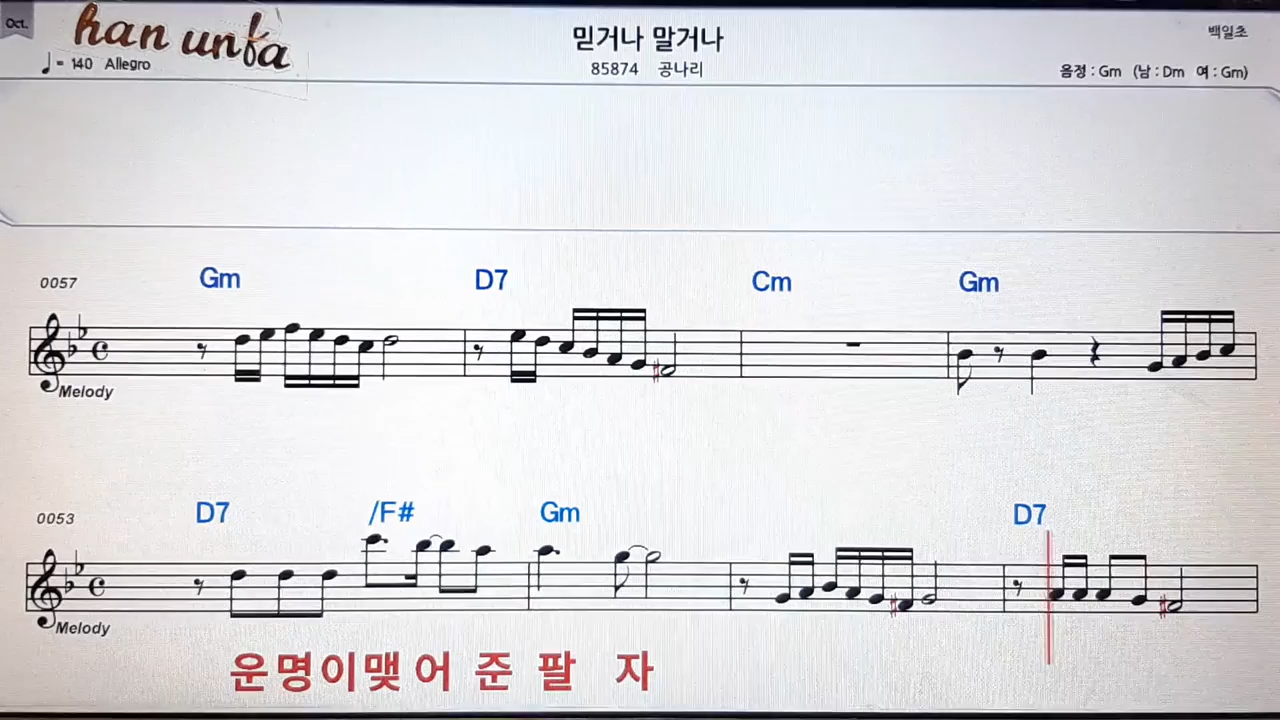 Oct.
han unfa
믿거나 말거나
백일초
♩= 140 Allegro
85874 공나리
음정 : Gm (남 : Dm 여 : Gm)
0057 Gm D7 Cm Gm
Melody
0053 D7 /F# Gm D7
Melody
운명이맺어준팔 자